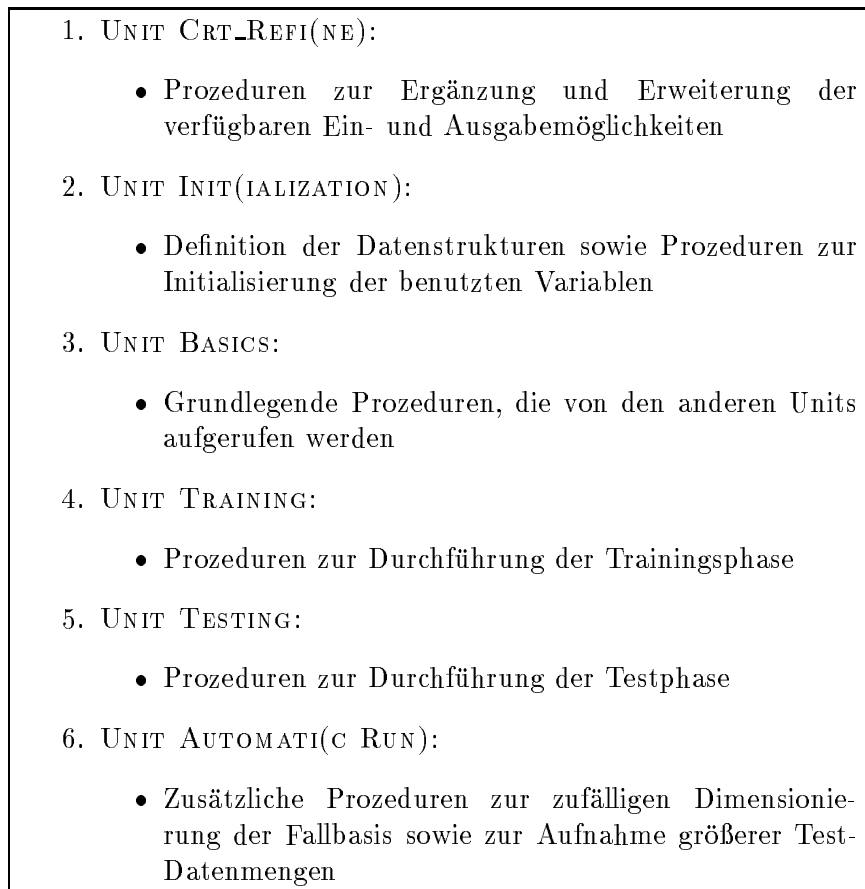 1. UNIT CRT_REFI(NE):
• Prozeduren zur Ergänzung und Erweiterung der
verfügbaren Ein- und Ausgabemöglichkeiten
2. UNIT INIT(IALIZATION):
• Definition der Datenstrukturen sowie Prozeduren zur
Initialisierung der benutzten Variablen
3. UNIT BASICS:
• Grundlegende Prozeduren, die von den anderen Units
aufgerufen werden
4. UNIT TRAINING:
• Prozeduren zur Durchführung der Trainingsphase
5. UNIT TESTING:
• Prozeduren zur Durchführung der Testphase
6. UNIT AUTOMATI(C RUN):
• Zusätzliche Prozeduren zur zufälligen Dimensionie-
rung der Fallbasis sowie zur Aufnahme größerer Test-
Datenmengen